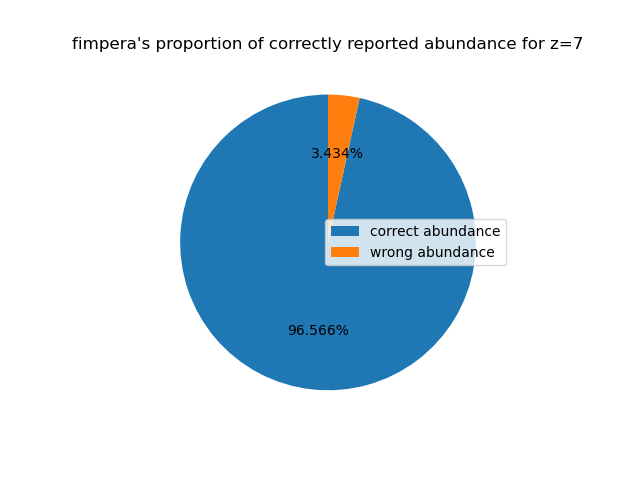 fimpera's proportion of correctly reported abundance for z=7
3.434%
correct abundance
wrong abundance
96.566%